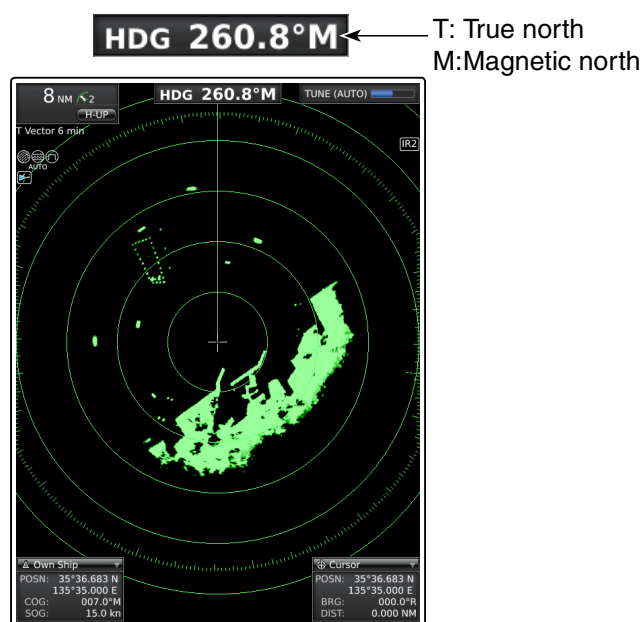 HDG 260.8°M
T: True north
M:Magnetic north
8 NM 2
H-UP
HDG 260.8°M
TUNE (AUTO)
T Vector 6 min
IR2
AUTO
Own Ship
POSN: 35°36.683 N
135°35.000 E
COG: 007.0°M
SOG: 15.0 kn
Cursor
POSN: 35°36.683 N
135°35.000 E
BRG: 000.0°R
DIST: 0.000 NM